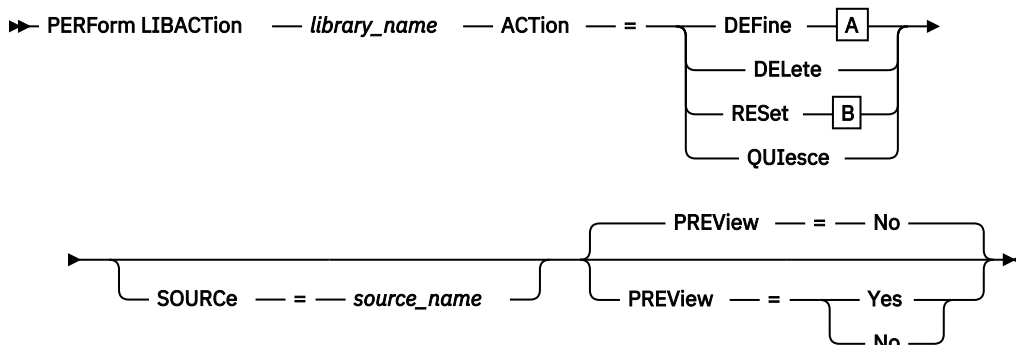 PERForm LIBACTion library_name ACTion = DEFine A
DELete
RESet B
QUIesce
PREView = No
SOURCe = source_name
PREView = Yes
No